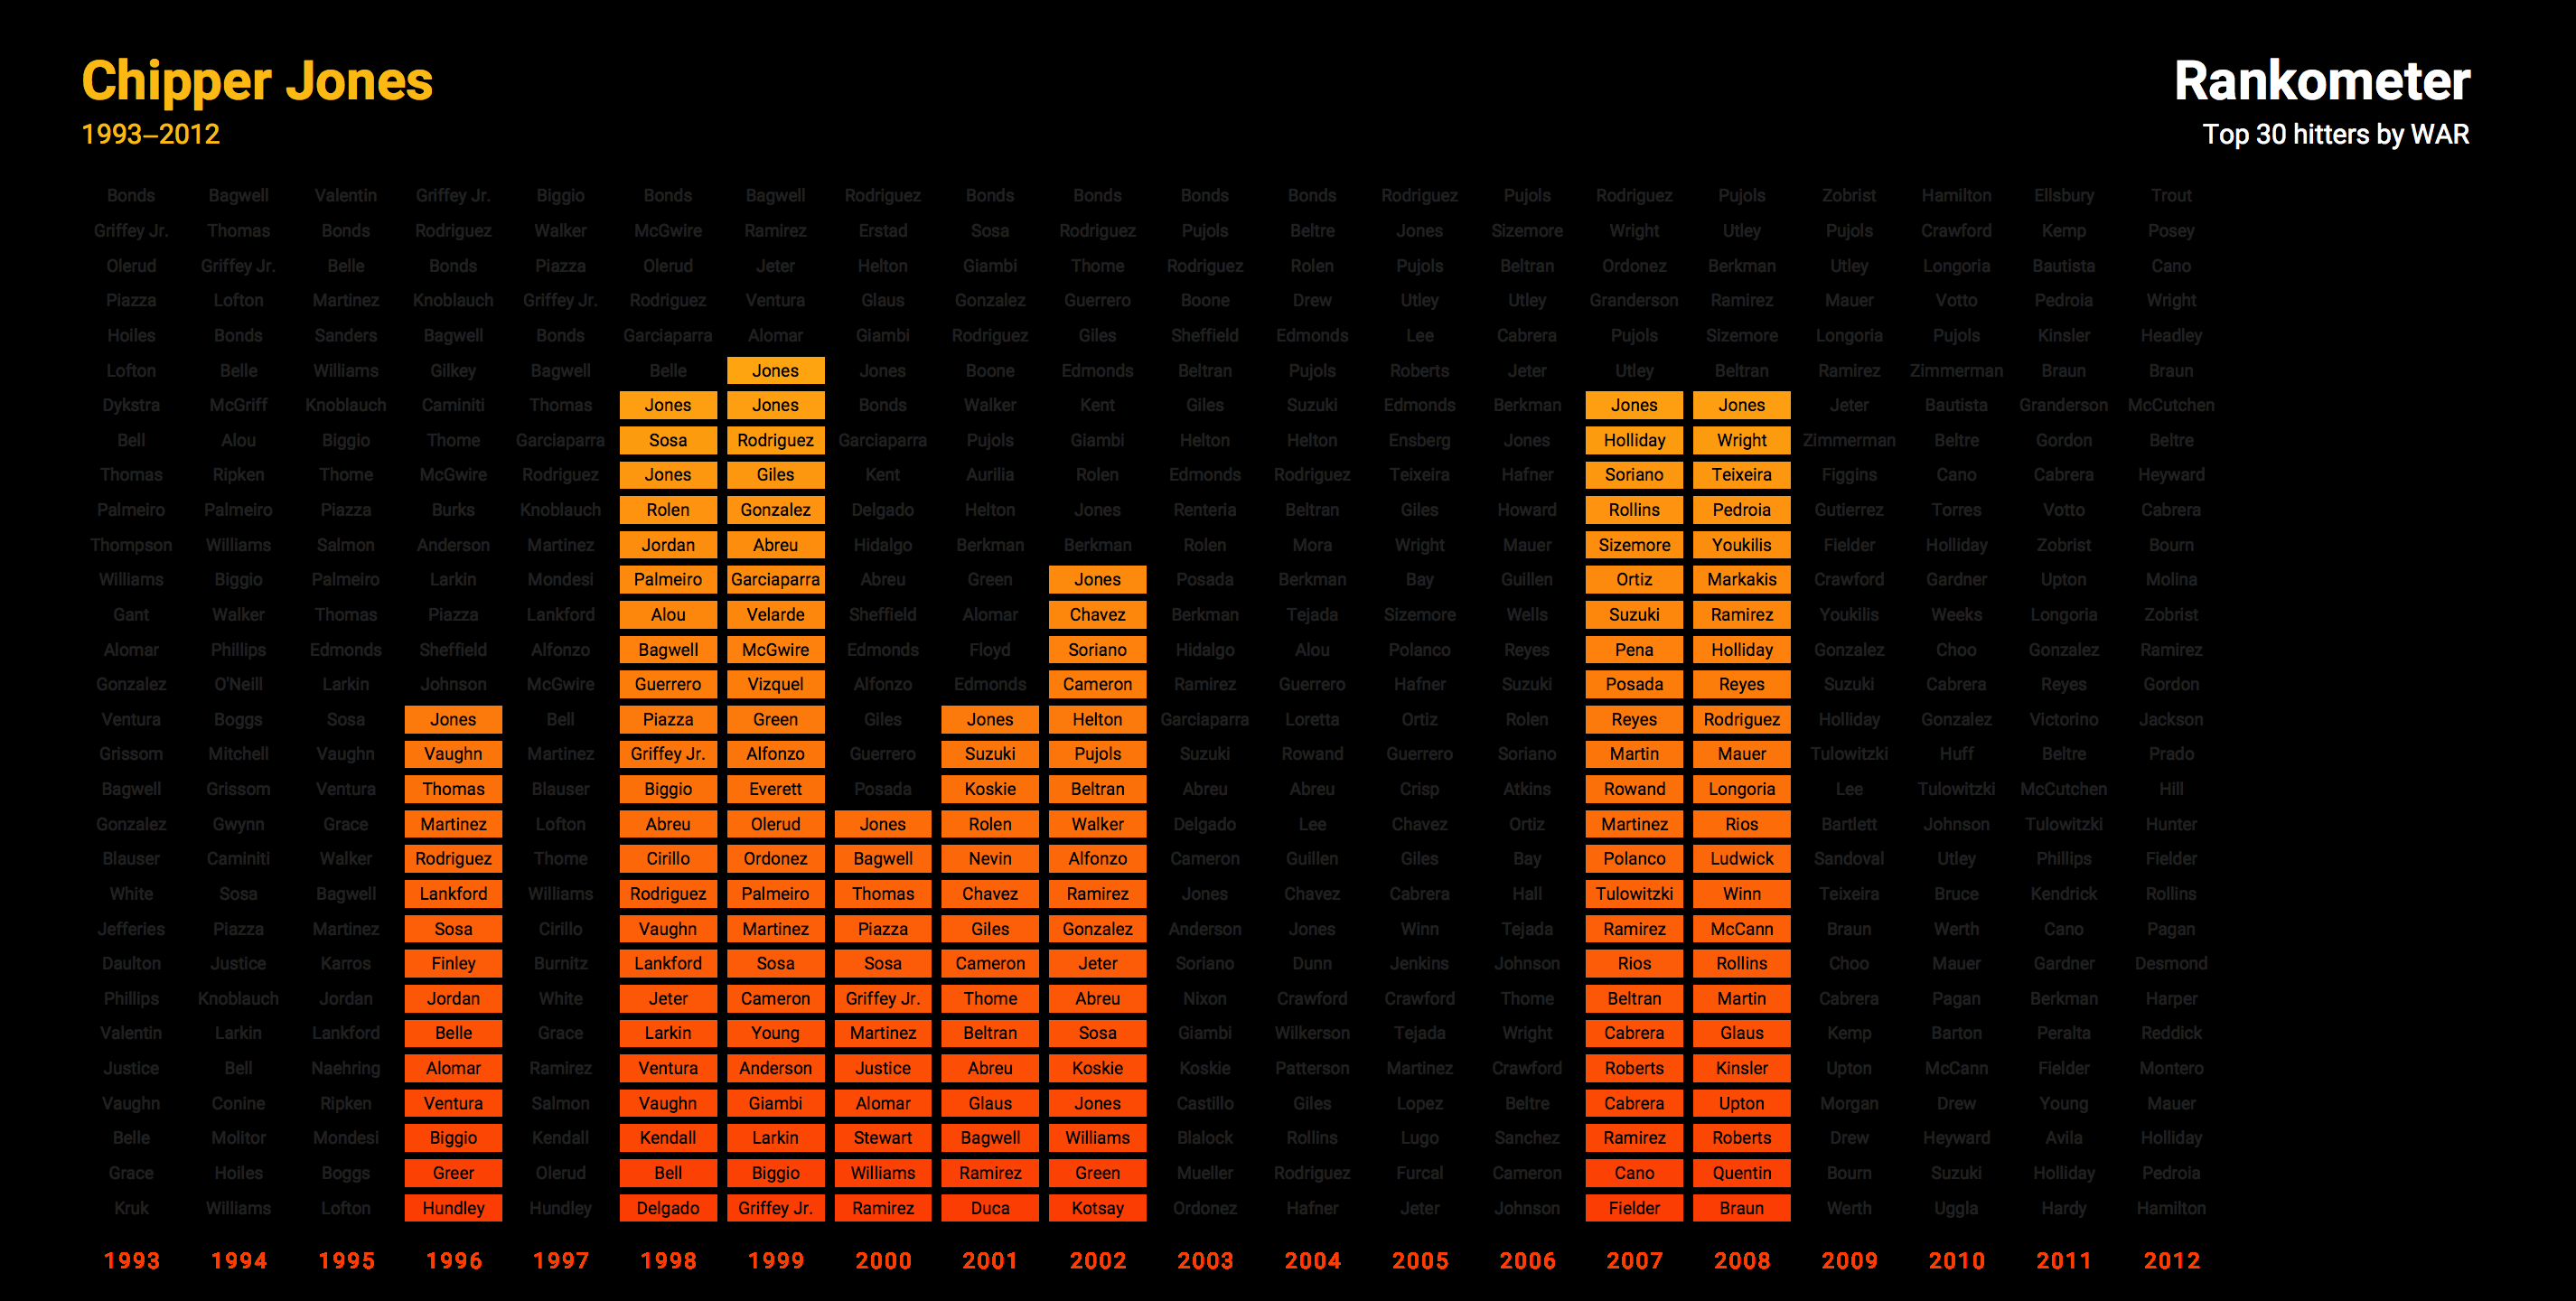 Chipper Jones
1993–2012
Rankometer
Top 30 hitters by WAR
Bonds Bagwell Valentin Griffey Jr. Biggio Bonds Bagwell Rodriguez Bonds Bonds Bonds Bonds Rodriguez Pujols Rodriguez Pujols Zobrist Hamilton Ellsbury Trout
Griffey Jr. Thomas Bonds Rodriguez Walker McGwire Ramirez Erstad Sosa Rodriguez Pujols Beltre Jones Sizemore Wright Utley Pujols Crawford Kemp Posey
Olerud Griffey Jr. Belle Bonds Piazza Olerud Jeter Helton Giambi Thome Rodriguez Rolen Pujols Beltran Ordonez Berkman Utley Longoria Bautista Cano
Piazza Lofton Martinez Knoblauch Griffey Jr. Rodriguez Ventura Glaus Gonzalez Guerrero Boone Drew Utley Utley Granderson Ramirez Mauer Votto Pedroia Wright
Hoiles Bonds Sanders Bagwell Bonds Garciaparra Alomar Giambi Rodriguez Giles Sheffield Edmonds Lee Cabrera Pujols Sizemore Longoria Pujols Kinsler Headley
Lofton Belle Williams Gilkey Bagwell Belle Jones Jones Boone Edmonds Beltran Pujols Roberts Jeter Utley Beltran Ramirez Zimmerman Braun Braun
Dykstra McGriff Knoblauch Caminiti Thomas Jones Jones Bonds Walker Kent Giles Suzuki Edmonds Berkman Jones Jones Jeter Bautista Granderson McCutchen
Bell Alou Biggio Thome Garciaparra Sosa Rodriguez Garciaparra Pujols Giambi Helton Helton Ensberg Jones Holliday Wright Zimmerman Beltre Gordon Beltre
Thomas Ripken Thome McGwire Rodriguez Jones Giles Kent Aurilia Rolen Edmonds Rodriguez Teixeira Hafner Soriano Teixeira Figgins Cano Cabrera Heyward
Palmeiro Palmeiro Piazza Burks Knoblauch Rolen Gonzalez Delgado Helton Jones Renteria Beltran Giles Howard Rollins Pedroia Gutierrez Torres Votto Cabrera
Thompson Williams Salmon Anderson Martinez Jordan Abreu Hidalgo Berkman Berkman Rolen Mora Wright Mauer Sizemore Youkilis Fielder Holliday Zobrist Bourn
Williams Biggio Palmeiro Larkin Mondesi Palmeiro Garciaparra Abreu Green Jones Posada Berkman Bay Guillen Ortiz Markakis Crawford Gardner Upton Molina
Gant Walker Thomas Piazza Lankford Alou Velarde Sheffield Alomar Chavez Berkman Tejada Sizemore Wells Suzuki Ramirez Youkilis Weeks Longoria Zobrist
Alomar Phillips Edmonds Sheffield Alfonzo Bagwell McGwire Edmonds Floyd Soriano Hidalgo Alou Polanco Reyes Pena Holliday Gonzalez Choo Gonzalez Ramirez
Gonzalez O'Neill Larkin Johnson McGwire Guerrero Vizquel Alfonzo Edmonds Cameron Ramirez Guerrero Hafner Suzuki Posada Reyes Suzuki Cabrera Reyes Gordon
Ventura Boggs Sosa Jones Bell Piazza Green Giles Jones Helton Garciaparra Loretta Ortiz Rolen Reyes Rodriguez Holliday Gonzalez Victorino Jackson
Grissom Mitchell Vaughn Vaughn Martinez Griffey Jr. Alfonzo Guerrero Suzuki Pujols Suzuki Rowand Guerrero Soriano Martin Mauer Tulowitzki Huff Beltre Prado
Bagwell Grissom Ventura Thomas Blauser Biggio Everett Posada Koskie Beltran Abreu Abreu Crisp Atkins Rowand Longoria Lee Tulowitzki McCutchen Hill
Gonzalez Gwynn Grace Martinez Lofton Abreu Olerud Jones Rolen Walker Delgado Lee Chavez Ortiz Martinez Rios Bartlett Johnson Tulowitzki Hunter
Blauser Caminiti Walker Rodriguez Thome Cirillo Ordonez Bagwell Nevin Alfonzo Cameron Guillen Giles Bay Polanco Ludwick Sandoval Utley Phillips Fielder
White Sosa Bagwell Lankford Williams Rodriguez Palmeiro Thomas Chavez Ramirez Jones Chavez Cabrera Hall Tulowitzki Winn Teixeira Bruce Kendrick Rollins
Jefferies Piazza Martinez Sosa Cirillo Vaughn Martinez Piazza Giles Gonzalez Anderson Jones Winn Tejada Ramirez McCann Braun Werth Cano Pagan
Daulton Justice Karros Finley Burnitz Lankford Sosa Sosa Cameron Jeter Soriano Dunn Jenkins Johnson Rios Rollins Choo Mauer Gardner Desmond
Phillips Knoblauch Jordan Jordan White Jeter Cameron Griffey Jr. Thome Abreu Nixon Crawford Crawford Thome Beltran Martin Cabrera Pagan Berkman Harper
Valentin Larkin Lankford Belle Grace Larkin Young Martinez Beltran Sosa Giambi Wilkerson Tejada Wright Cabrera Glaus Kemp Barton Peralta Reddick
Justice Bell Naehring Alomar Ramirez Ventura Anderson Justice Abreu Koskie Koskie Patterson Martinez Crawford Roberts Kinsler Upton McCann Fielder Montero
Vaughn Conine Ripken Ventura Salmon Vaughn Giambi Alomar Glaus Jones Castillo Giles Lopez Beltre Cabrera Upton Morgan Drew Young Mauer
Belle Molitor Mondesi Biggio Kendall Kendall Larkin Stewart Bagwell Williams Blalock Rollins Lugo Sanchez Ramirez Roberts Drew Heyward Avila Holliday
Grace Hoiles Boggs Greer Olerud Bell Biggio Williams Ramirez Green Mueller Rodriguez Furcal Cameron Cano Quentin Bourn Suzuki Holliday Pedroia
Kruk Williams Lofton Hundley Hundley Delgado Griffey Jr. Ramirez Duca Kotsay Ordonez Hafner Jeter Johnson Fielder Braun Werth Uggla Hardy Hamilton
1993 1994 1995 1996 1997 1998 1999 2000 2001 2002 2003 2004 2005 2006 2007 2008 2009 2010 2011 2012